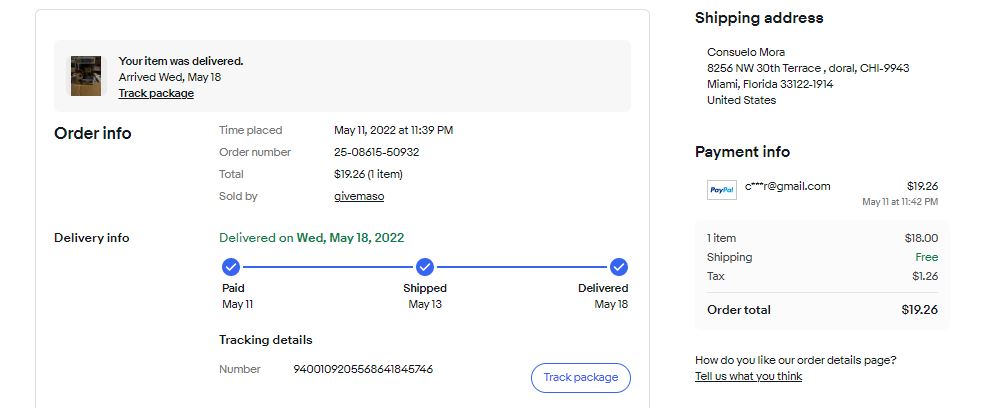 Your item was delivered.
Arrived Wed, May 18
Track package
Order info
Time placed May 11, 2022 at 11:39 PM
Order number 25-08615-50932
Total $19.26 (1 item)
Sold by givemaso
Delivery info
Delivered on Wed, May 18, 2022
Paid Shipped Delivered
May 11 May 13 May 18
Tracking details
Number 9400109205568641845746
Track package
Shipping address
Consuelo Mora
8256 NW 30th Terrace , doral, CHI-9943
Miami, Florida 33122-1914
United States
Payment info
PayPal c***r@gmail.com $19.26
May 11 at 11:42 PM
1 item $18.00
Shipping Free
Tax $1.26
Order total $19.26
How do you like our order details page?
Tell us what you think